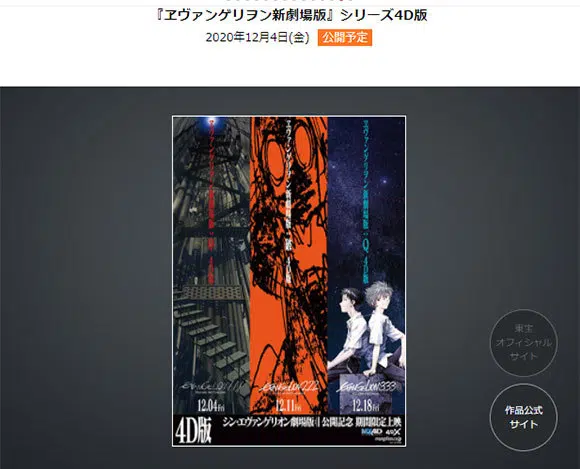 『ヱヴァンゲリヲン新劇場版』シリーズ4D版
2020年12月4日(金) 公開予定
ヱヴァンゲリヲン新劇場版:序 4D版
ヱヴァンゲリヲン新劇場版:破 4D版
ヱヴァンゲリヲン新劇場版:Q 4D版
EVANGELION:1.11
EVANGELION:2.22
EVANGELION:3.33
12.04 Fri
12.11 Fri
12.18 Fri
4D版
シン・エヴァンゲリオン劇場版𝄇 公開記念 期間限定上映
MX4D 4DX
東宝
オフィシャル
サイト
作品公式
サイト